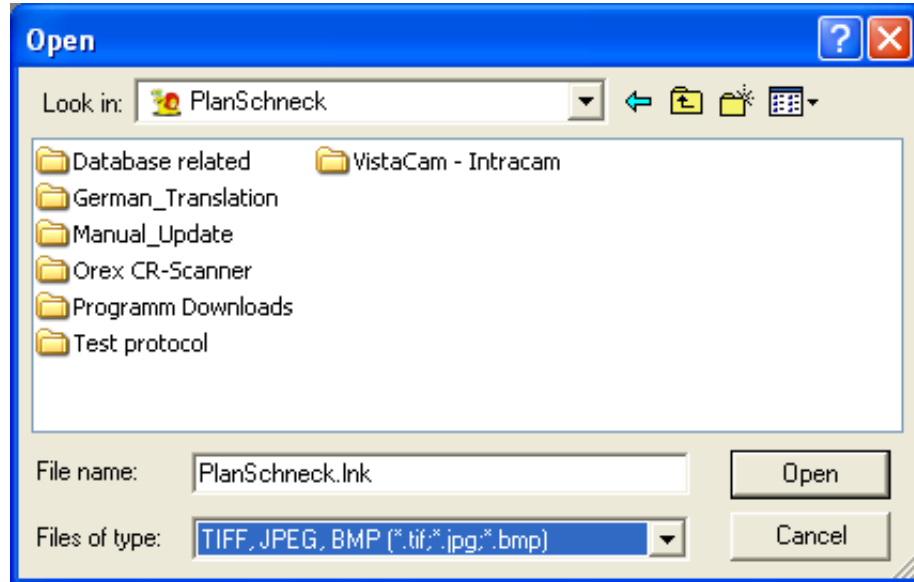 Open
Look in: PlanSchneck
Database related
German_Translation
Manual_Update
Orex CR-Scanner
Programm Downloads
Test protocol
VistaCam - Intracam
File name: PlanSchneck.lnk
Open
Files of type: TIFF, JPEG, BMP (*.tif;*.jpg;*.bmp)
Cancel